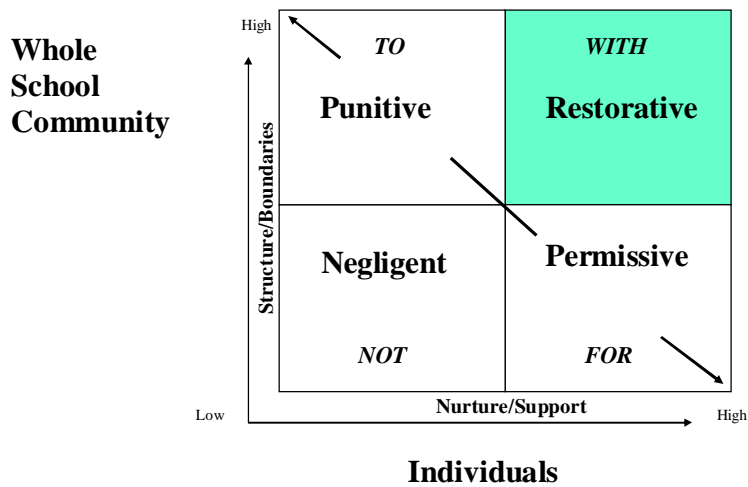 Whole
School
Community
High
TO
WITH
Punitive
Restorative
Structure/Boundaries
Negligent
Permissive
NOT
FOR
Nurture/Support
Low
High
Individuals